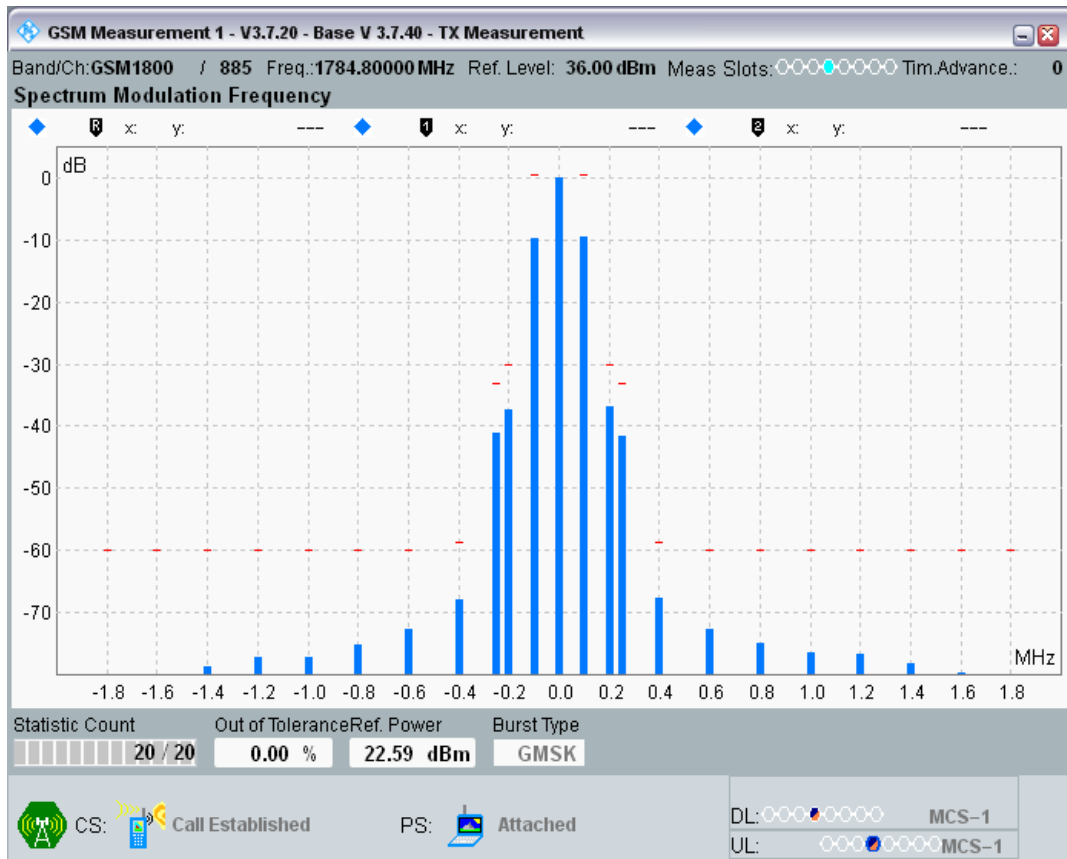 GSM Measurement 1 - V3.7.20 - Base V 3.7.40 - TX Measurement
Band/Ch:GSM1800 / 885 Freq.:1784.80000 MHz Ref. Level: 36.00 dBm Meas Slots: Tim.Advance.: 0
Spectrum Modulation Frequency
R x: y: --- 1 x: y: --- 2 x: y: ---
dB
0
-10
-20
-30
-40
-50
-60
-70
MHz
-1.8 -1.6 -1.4 -1.2 -1.0 -0.8 -0.6 -0.4 -0.2 0.0 0.2 0.4 0.6 0.8 1.0 1.2 1.4 1.6 1.8
Statistic Count Out of Tolerance Ref. Power Burst Type
20 / 20 0.00 % 22.59 dBm GMSK
CS: Call Established PS: Attached
DL: MCS-1
UL: MCS-1